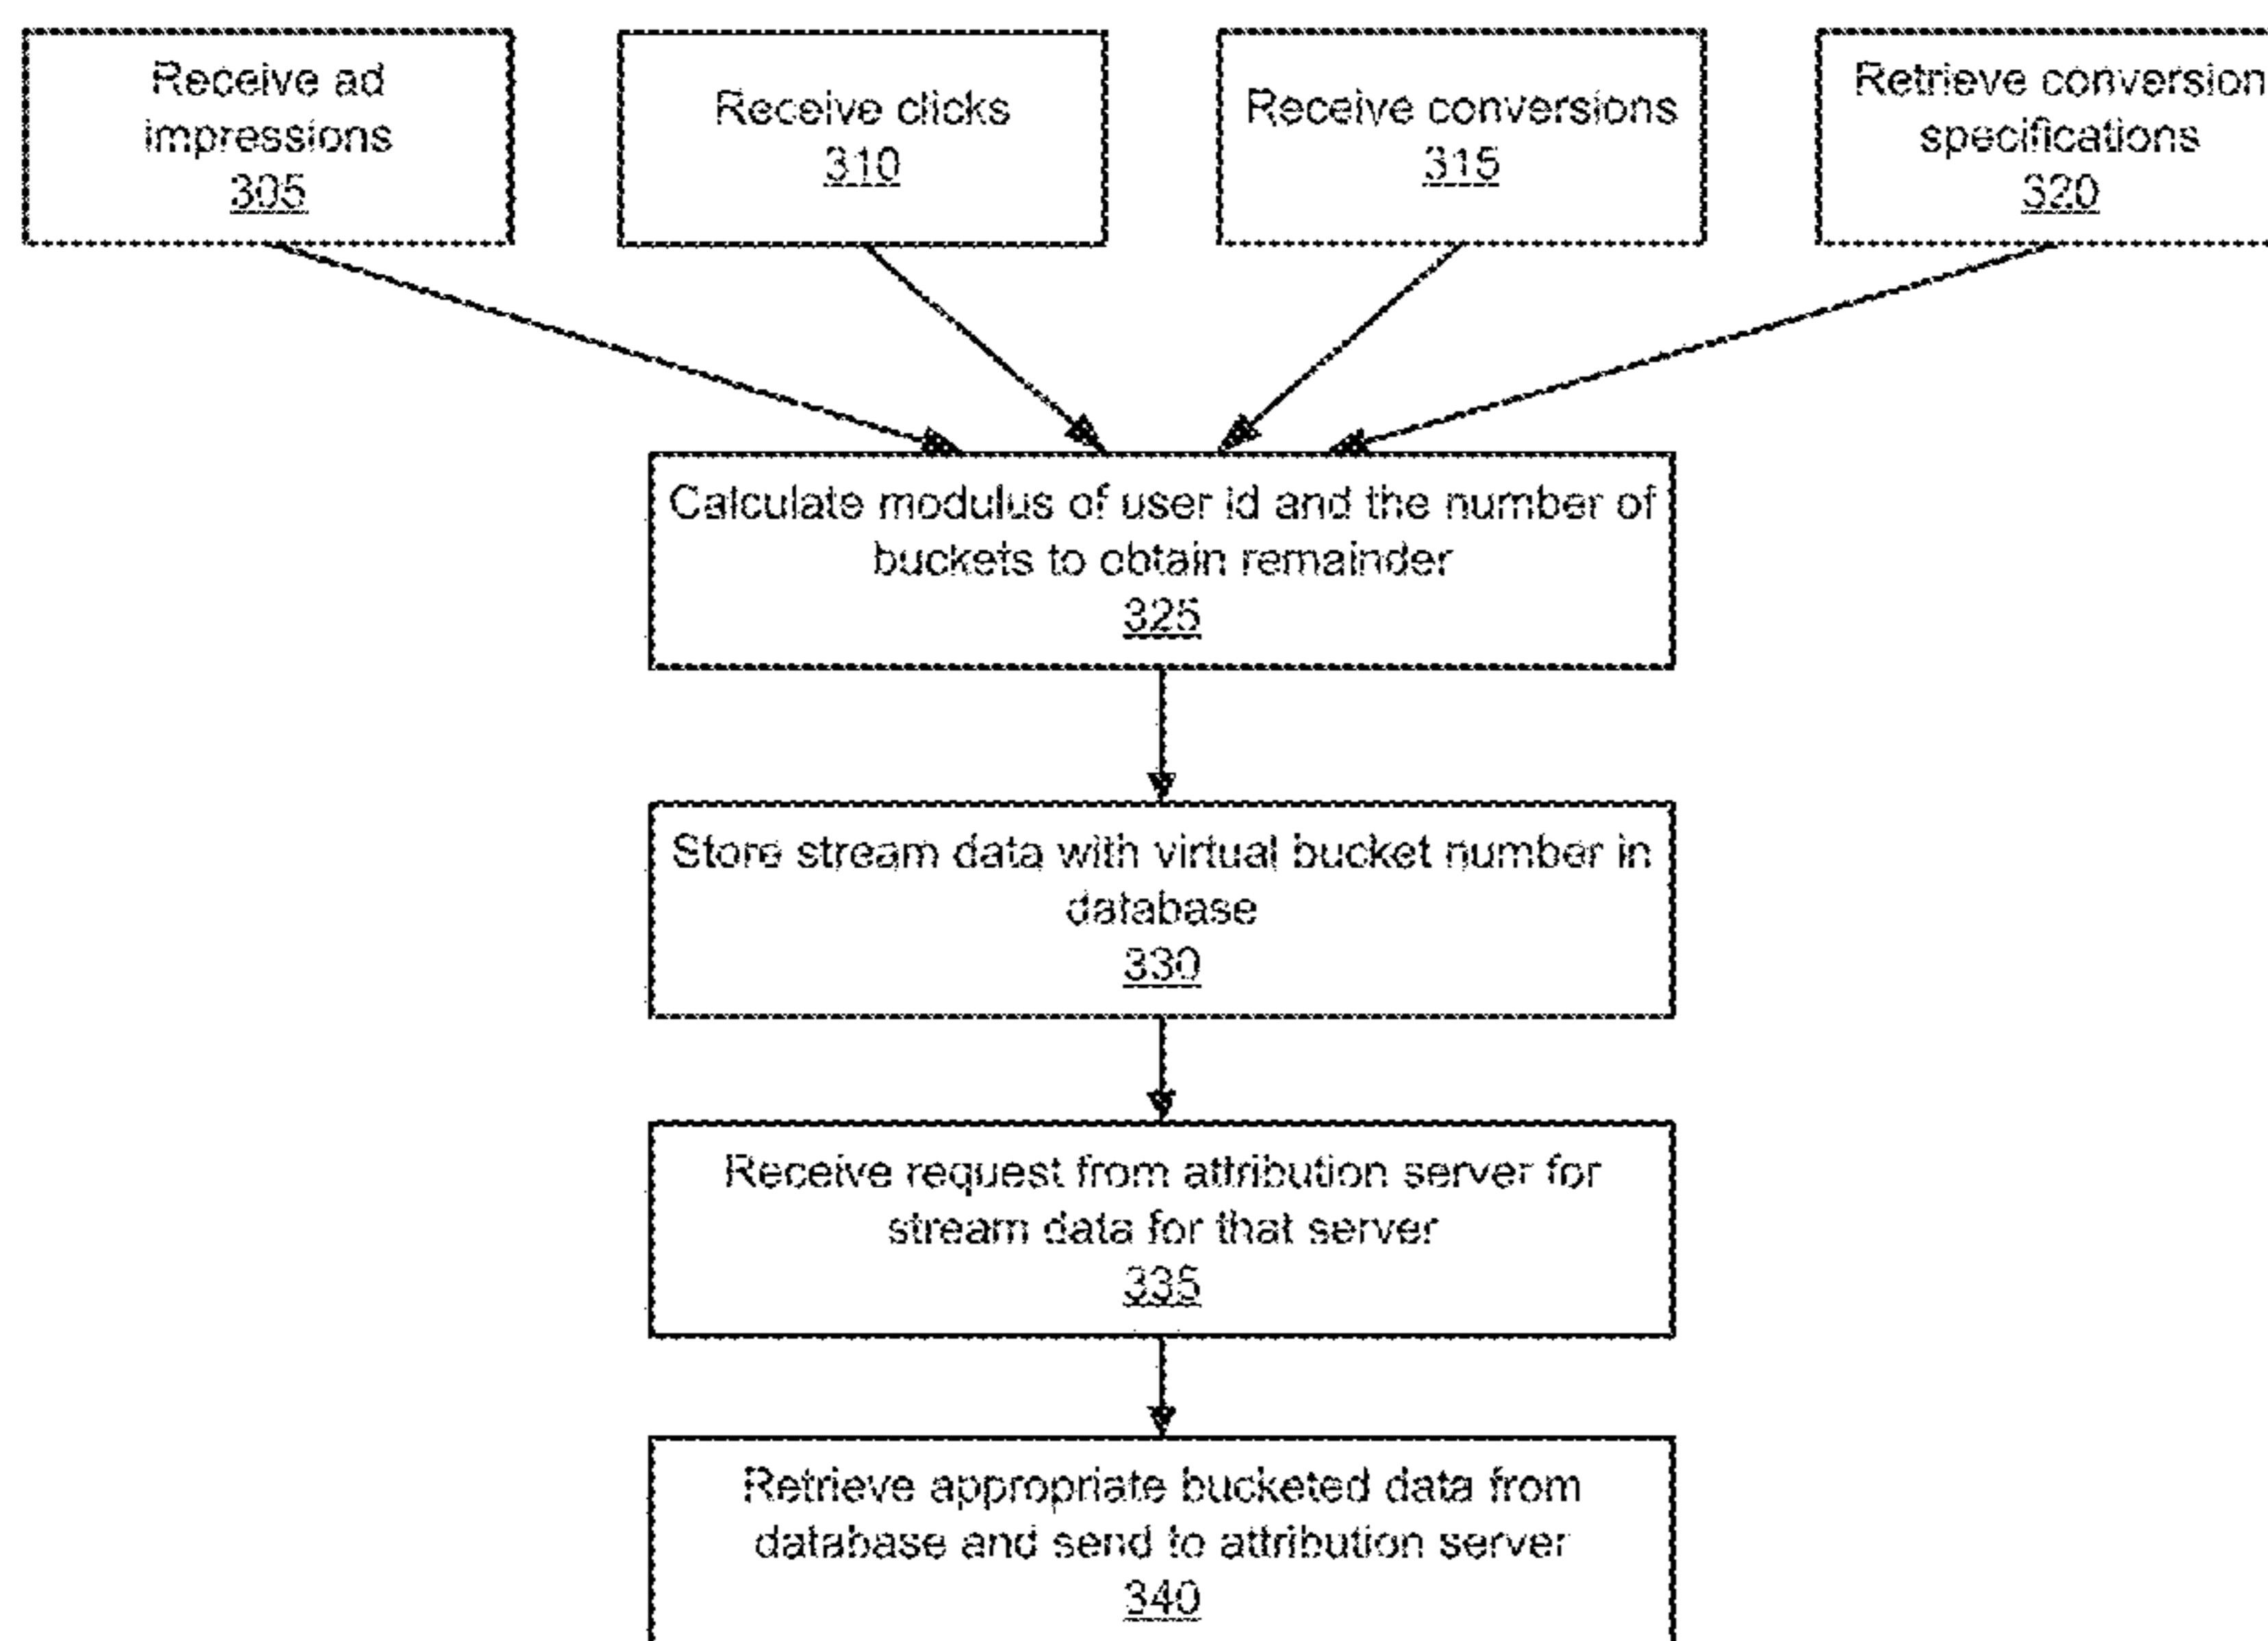 Receive ad
impressions
305
Receive clicks
310
Receive conversions
315
Retrieve conversion
specifications
320
Calculate modulus of user id and the number of
buckets to obtain remainder
325
Store stream data with virtual bucket number in
database
330
Receive request from attribution server for
stream data for that server
335
Retrieve appropriate bucketed data from
database and send to attribution server
340